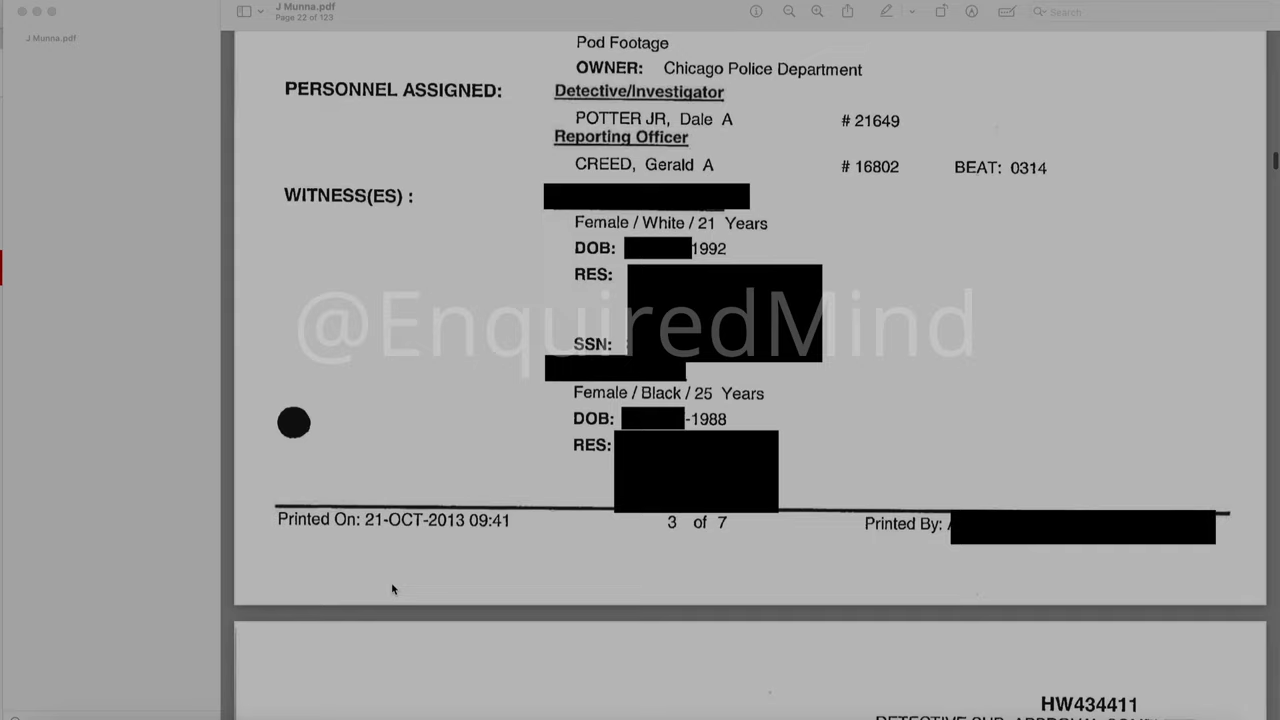 J Munna.pdf
Page 22 of 123
Search
J Munna.pdf
Pod Footage
OWNER: Chicago Police Department
PERSONNEL ASSIGNED:
Detective/Investigator
POTTER JR, Dale A # 21649
Reporting Officer
CREED, Gerald A # 16802 BEAT: 0314
WITNESS(ES) :
Female / White / 21 Years
DOB: 1992
RES:
@EnquiredMind
SSN:
Female / Black / 25 Years
DOB: -1988
RES:
Printed On: 21-OCT-2013 09:41 3 of 7 Printed By:
HW434411